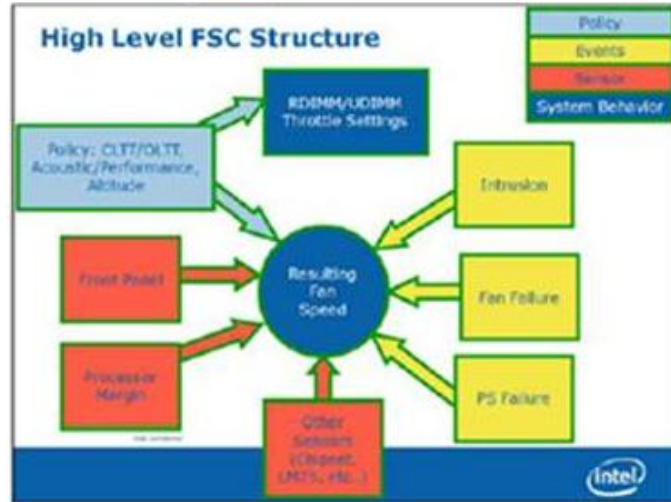 High Level FSC Structure
Policy
Events
Sensor
System Behavior
RDIMM/UDIMM
Throttle Settings
Policy: CLTT/OLTT,
Acoustic/Performance,
Altitude
Intrusion
Front Panel
Resulting
Fan
Speed
Fan Failure
Processor
Margin
PS Failure
Other
Sensors
(Chipset,
etc..)
intel